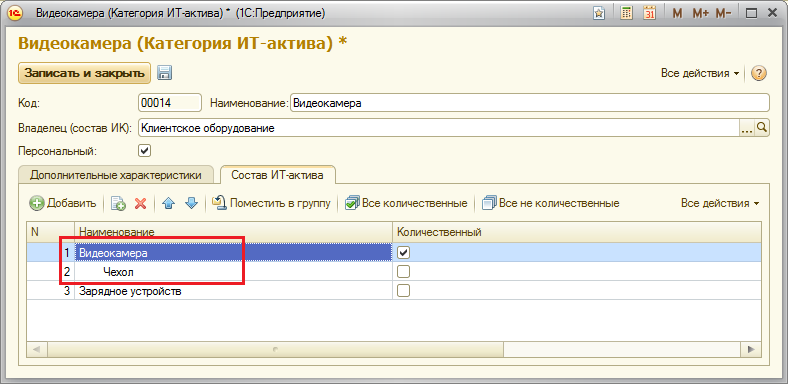 Видеокамера (Категория ИТ-актива) * (1С:Предприятие)
M M+ M-
Видеокамера (Категория ИТ-актива) *
Записать и закрыть Все действия
Код: 00014 Наименование: Видеокамера
Владелец (состав ИК): Клиентское оборудование ...
Персональный:
Дополнительные характеристики Состав ИТ-актива
Добавить Поместить в группу Все количественные Все не количественные Все действия
N Наименование Количественный
1 Видеокамера
2 Чехол
3 Зарядное устройств